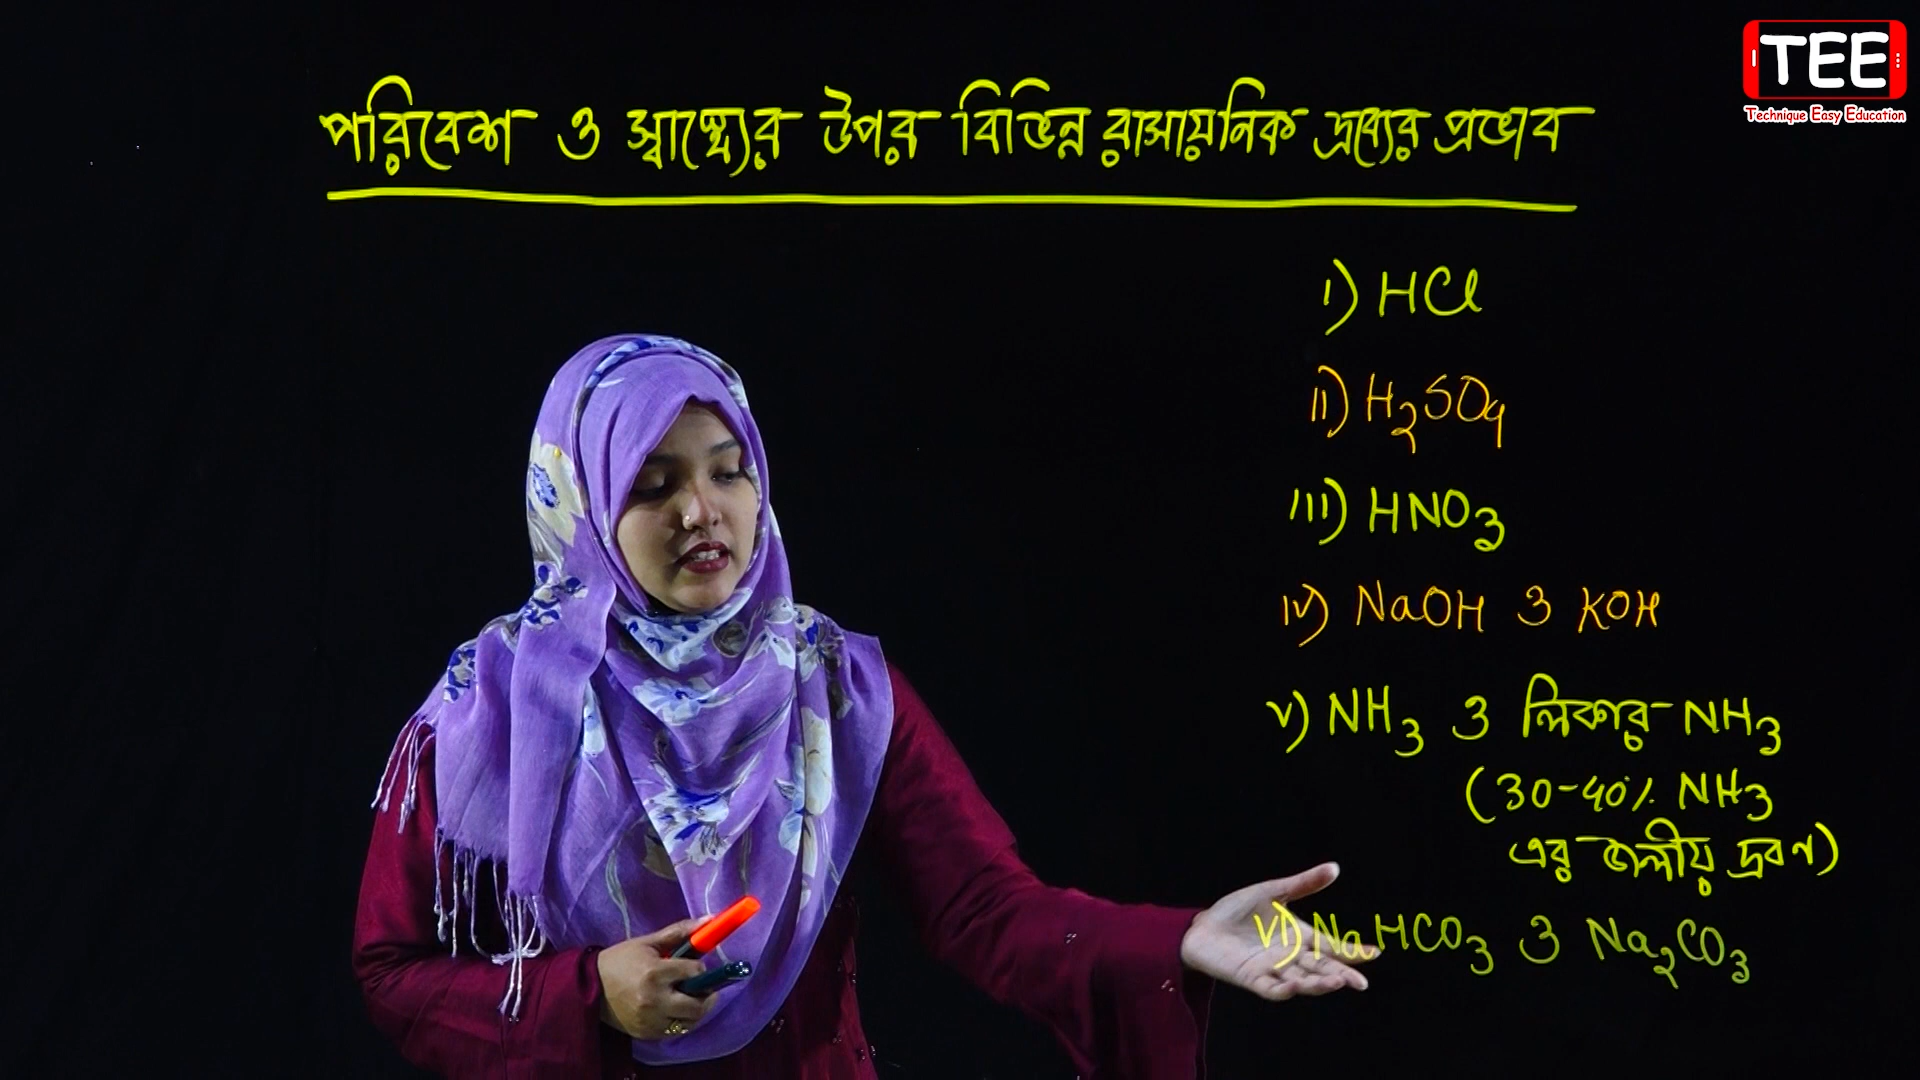 TEE
Technique Easy Education
পরিবেশ ও স্বাস্থ্যের উপর বিভিন্ন রাসায়নিক দ্রব্যের প্রভাব
i) HCl
ii) H₂SO₄
iii) HNO₃
iv) NaOH ও KOH
v) NH₃ ও লিকার NH₃
(30-40% NH₃
এর জলীয় দ্রবণ)
vi) NaHCO₃ ও Na₂CO₃